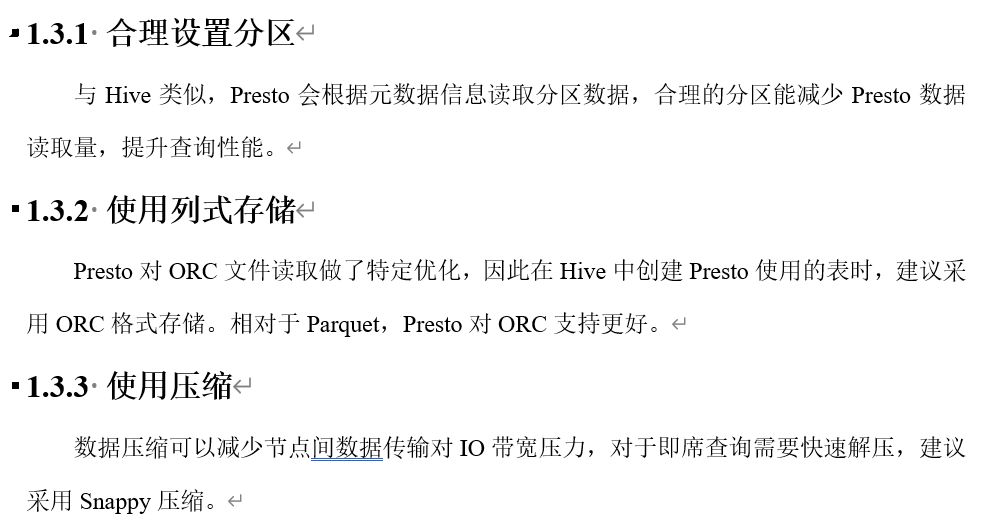 1.3.1 合理设置分区
与 Hive 类似，Presto 会根据元数据信息读取分区数据，合理的分区能减少 Presto 数据
读取量，提升查询性能。
1.3.2 使用列式存储
Presto 对 ORC 文件读取做了特定优化，因此在 Hive 中创建 Presto 使用的表时，建议采
用 ORC 格式存储。相对于 Parquet，Presto 对 ORC 支持更好。
1.3.3 使用压缩
数据压缩可以减少节点间数据传输对 IO 带宽压力，对于即席查询需要快速解压，建议
采用 Snappy 压缩。